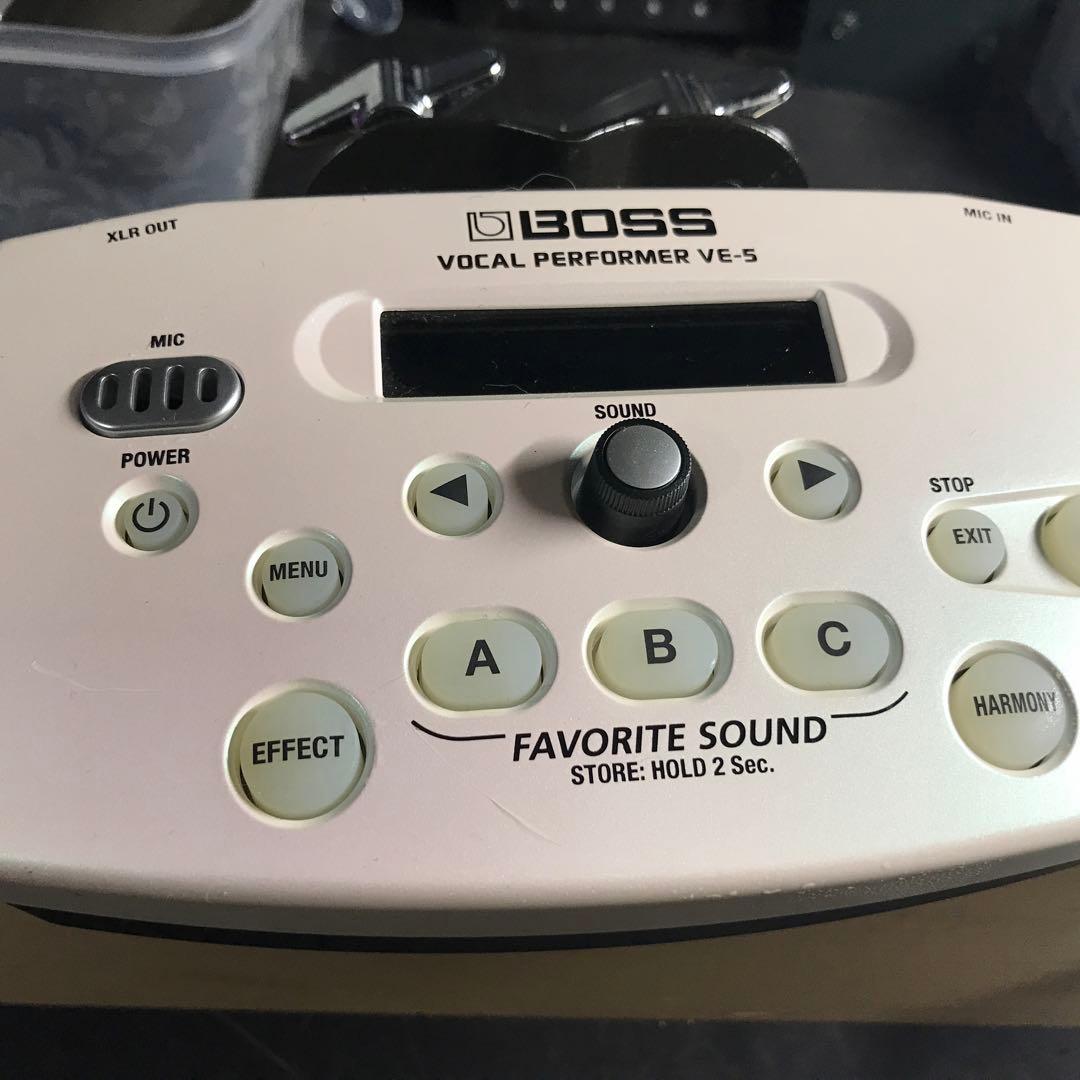 XLR OUT
BOSS
MIC IN
VOCAL PERFORMER VE-5
MIC
SOUND
POWER
STOP
EXIT
MENU
A
B
C
HARMONY
EFFECT
FAVORITE SOUND
STORE: HOLD 2 Sec.